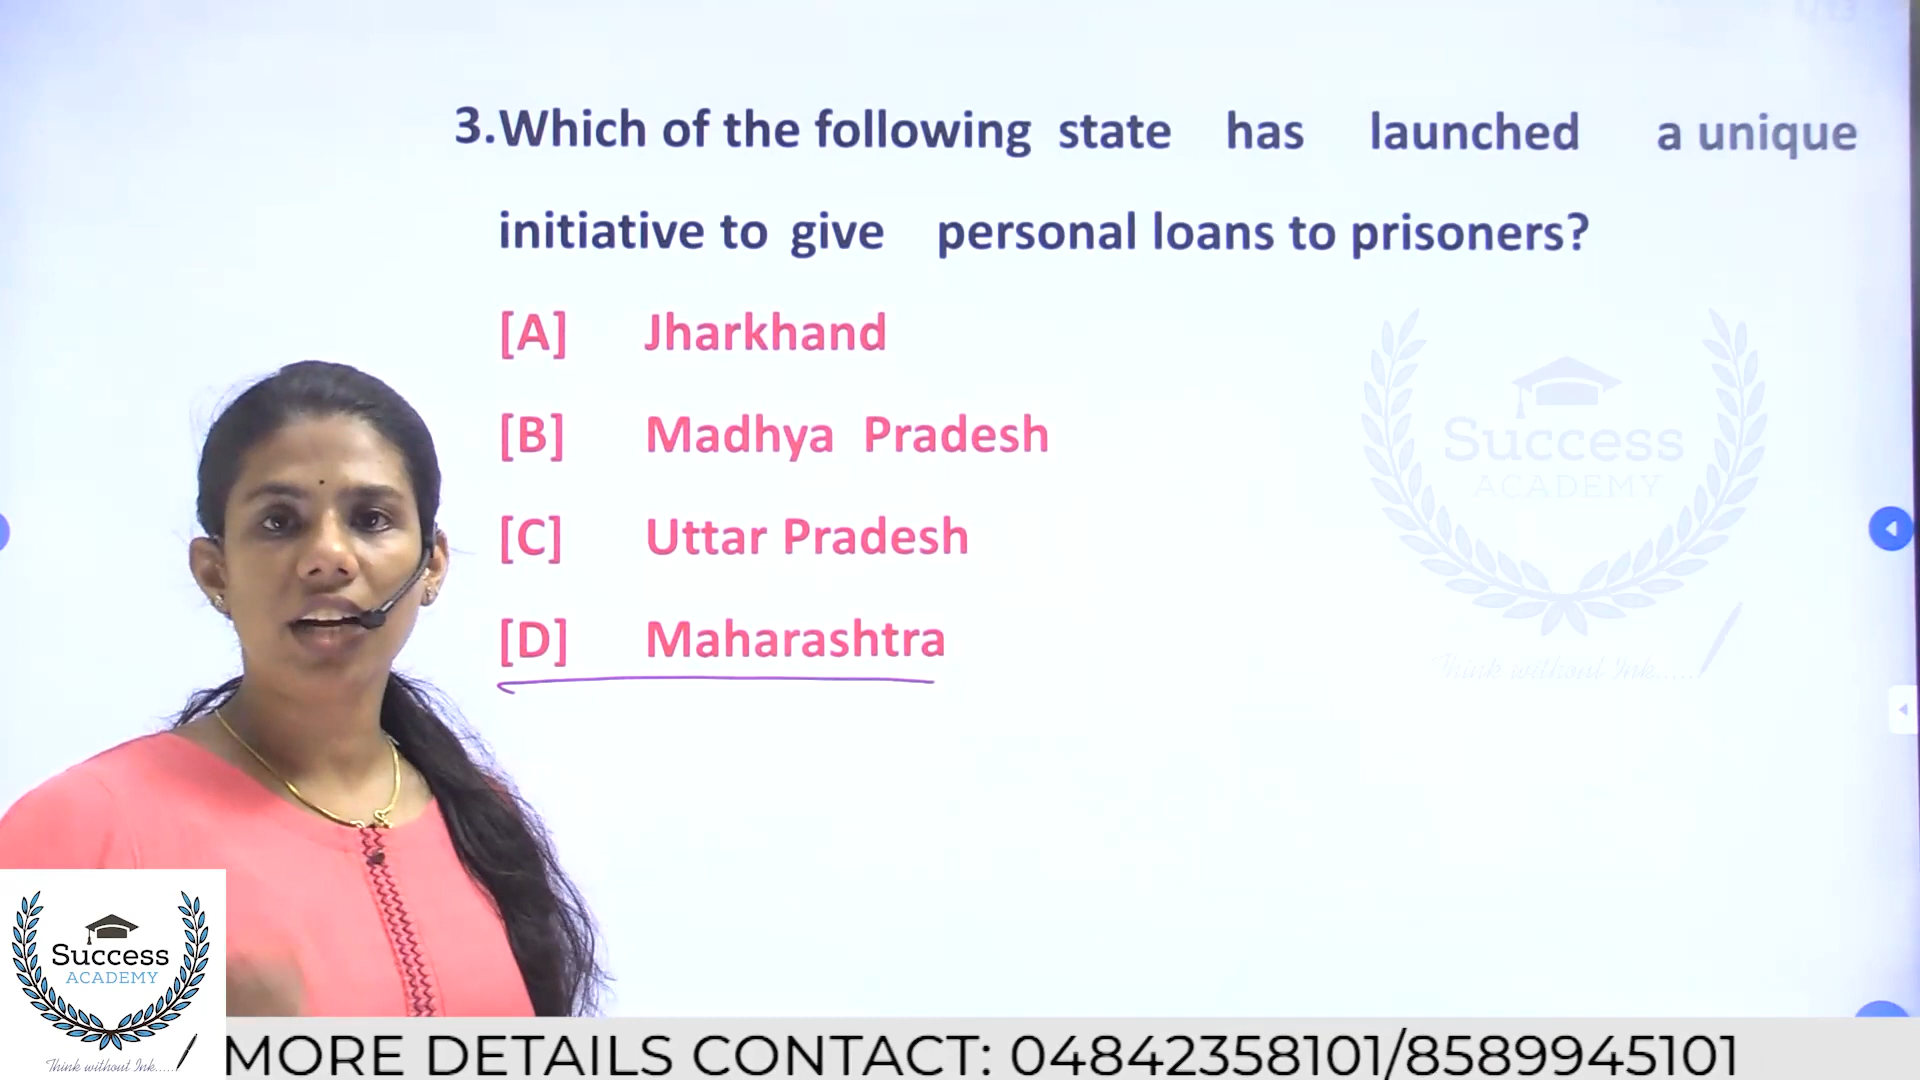 3.Which of the following state has launched a unique
initiative to give personal loans to prisoners?
[A] Jharkhand
[B] Madhya Pradesh
[C] Uttar Pradesh
[D] Maharashtra
Success
ACADEMY
Think without Ink.....
Success
ACADEMY
Think without Ink.....
MORE DETAILS CONTACT: 04842358101/8589945101